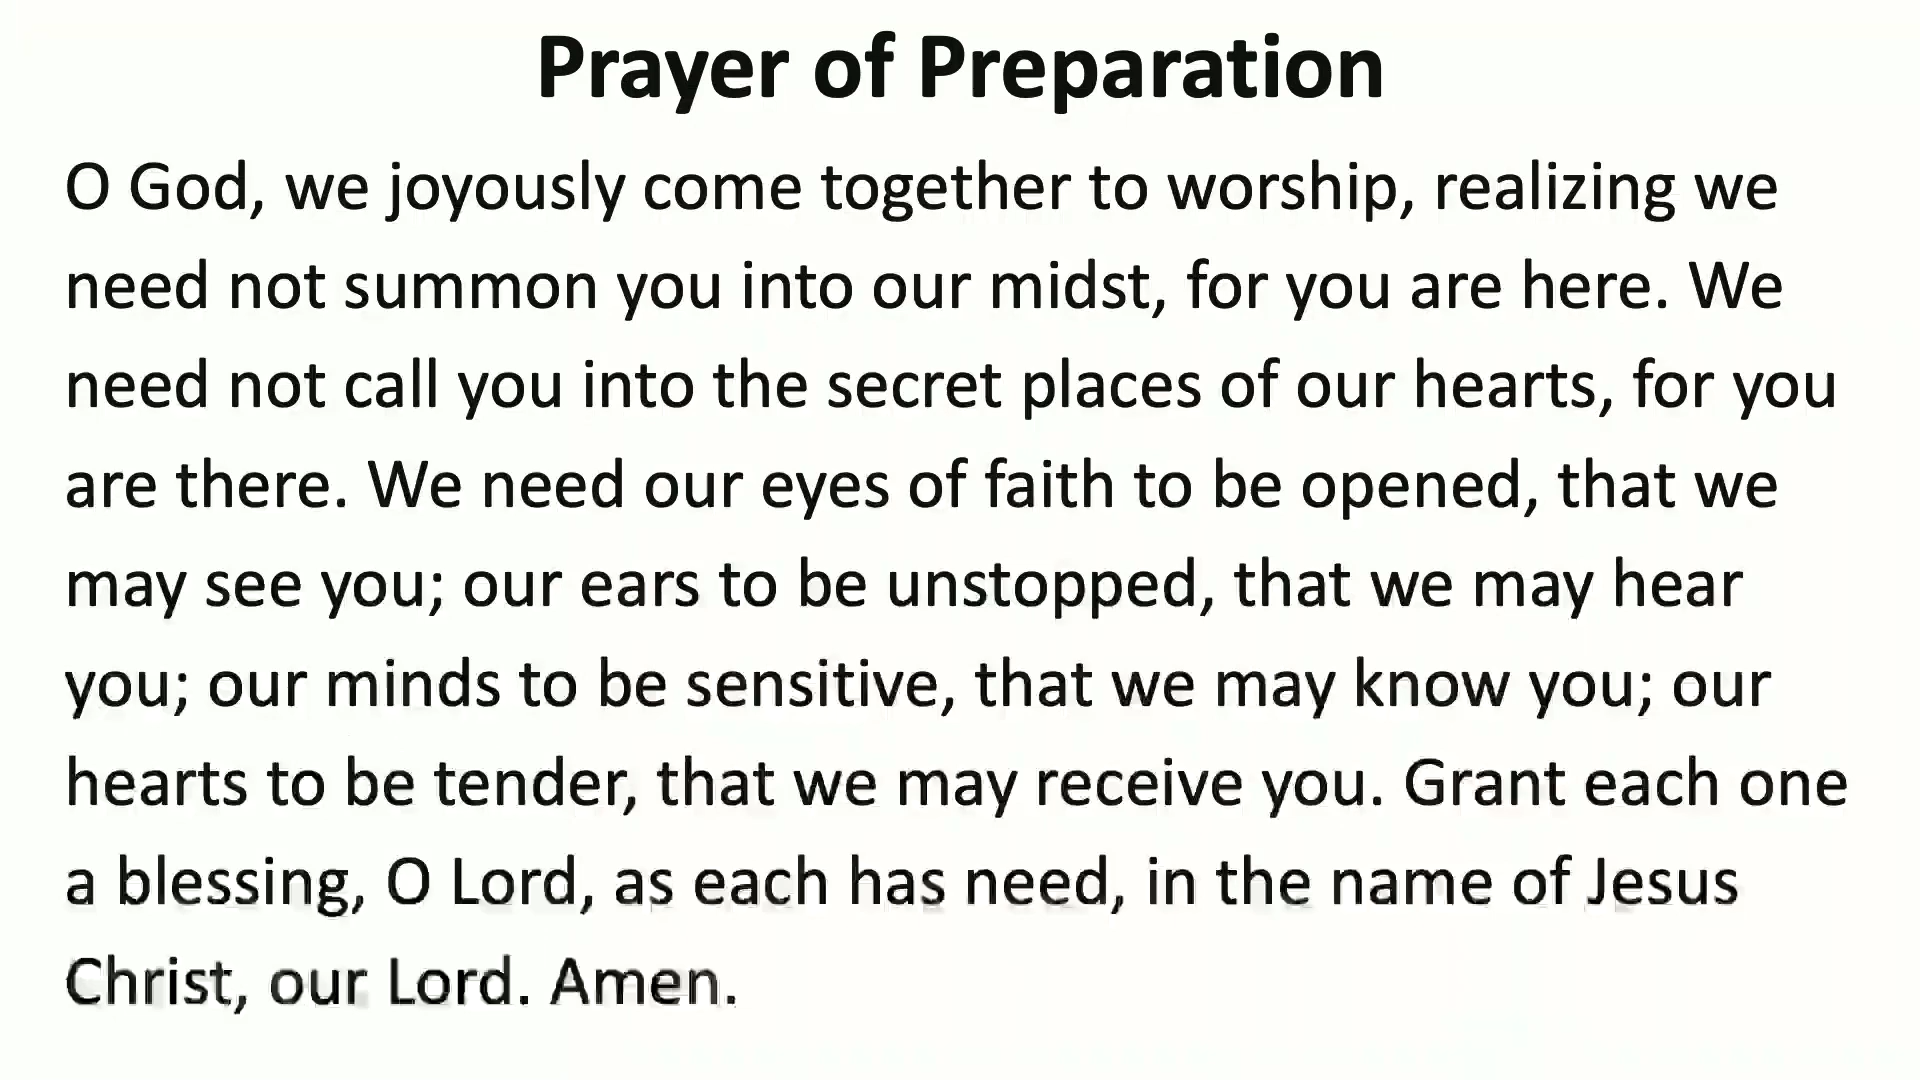 Prayer of Preparation
O God, we joyously come together to worship, realizing we
need not summon you into our midst, for you are here. We
need not call you into the secret places of our hearts, for you
are there. We need our eyes of faith to be opened, that we
may see you; our ears to be unstopped, that we may hear
you; our minds to be sensitive, that we may know you; our
hearts to be tender, that we may receive you. Grant each one
a blessing, O Lord, as each has need, in the name of Jesus
Christ, our Lord. Amen.